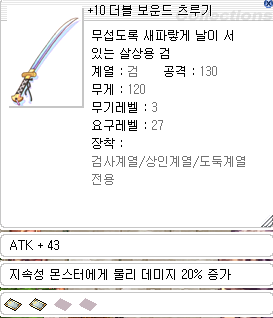 +10 더블 보운드 츠루기
Collections
무섭도록 새파랗게 날이 서
있는 살상용 검
계열 : 검 공격 : 130
무게 : 120
무기레벨 : 3
요구레벨 : 27
장착 :
검사계열/상인계열/도둑계열
전용
ATK + 43
지속성 몬스터에게 물리 데미지 20% 증가